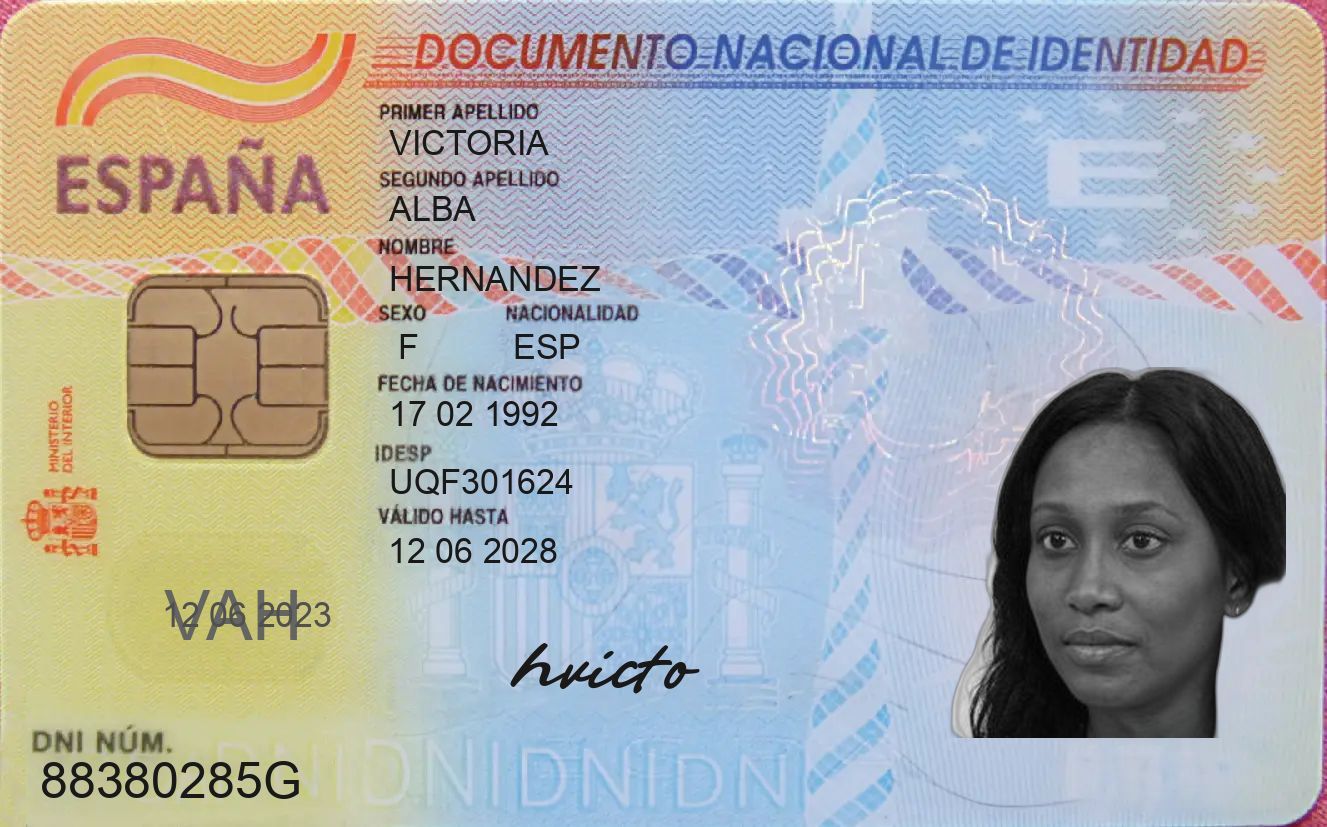 DOCUMENTO NACIONAL DE IDENTIDAD
ESPAÑA
PRIMER APELLIDO
VICTORIA
SEGUNDO APELLIDO
ALBA
NOMBRE
HERNANDEZ
SEXO NACIONALIDAD
F ESP
FECHA DE NACIMIENTO
17 02 1992
IDESP
UQF301624
VÁLIDO HASTA
12 06 2028
MINISTERIO
DEL INTERIOR
E
VAH
12 06 2023
hvicto
DNI NÚM.
88380285G
DNIDNIDNIDNI